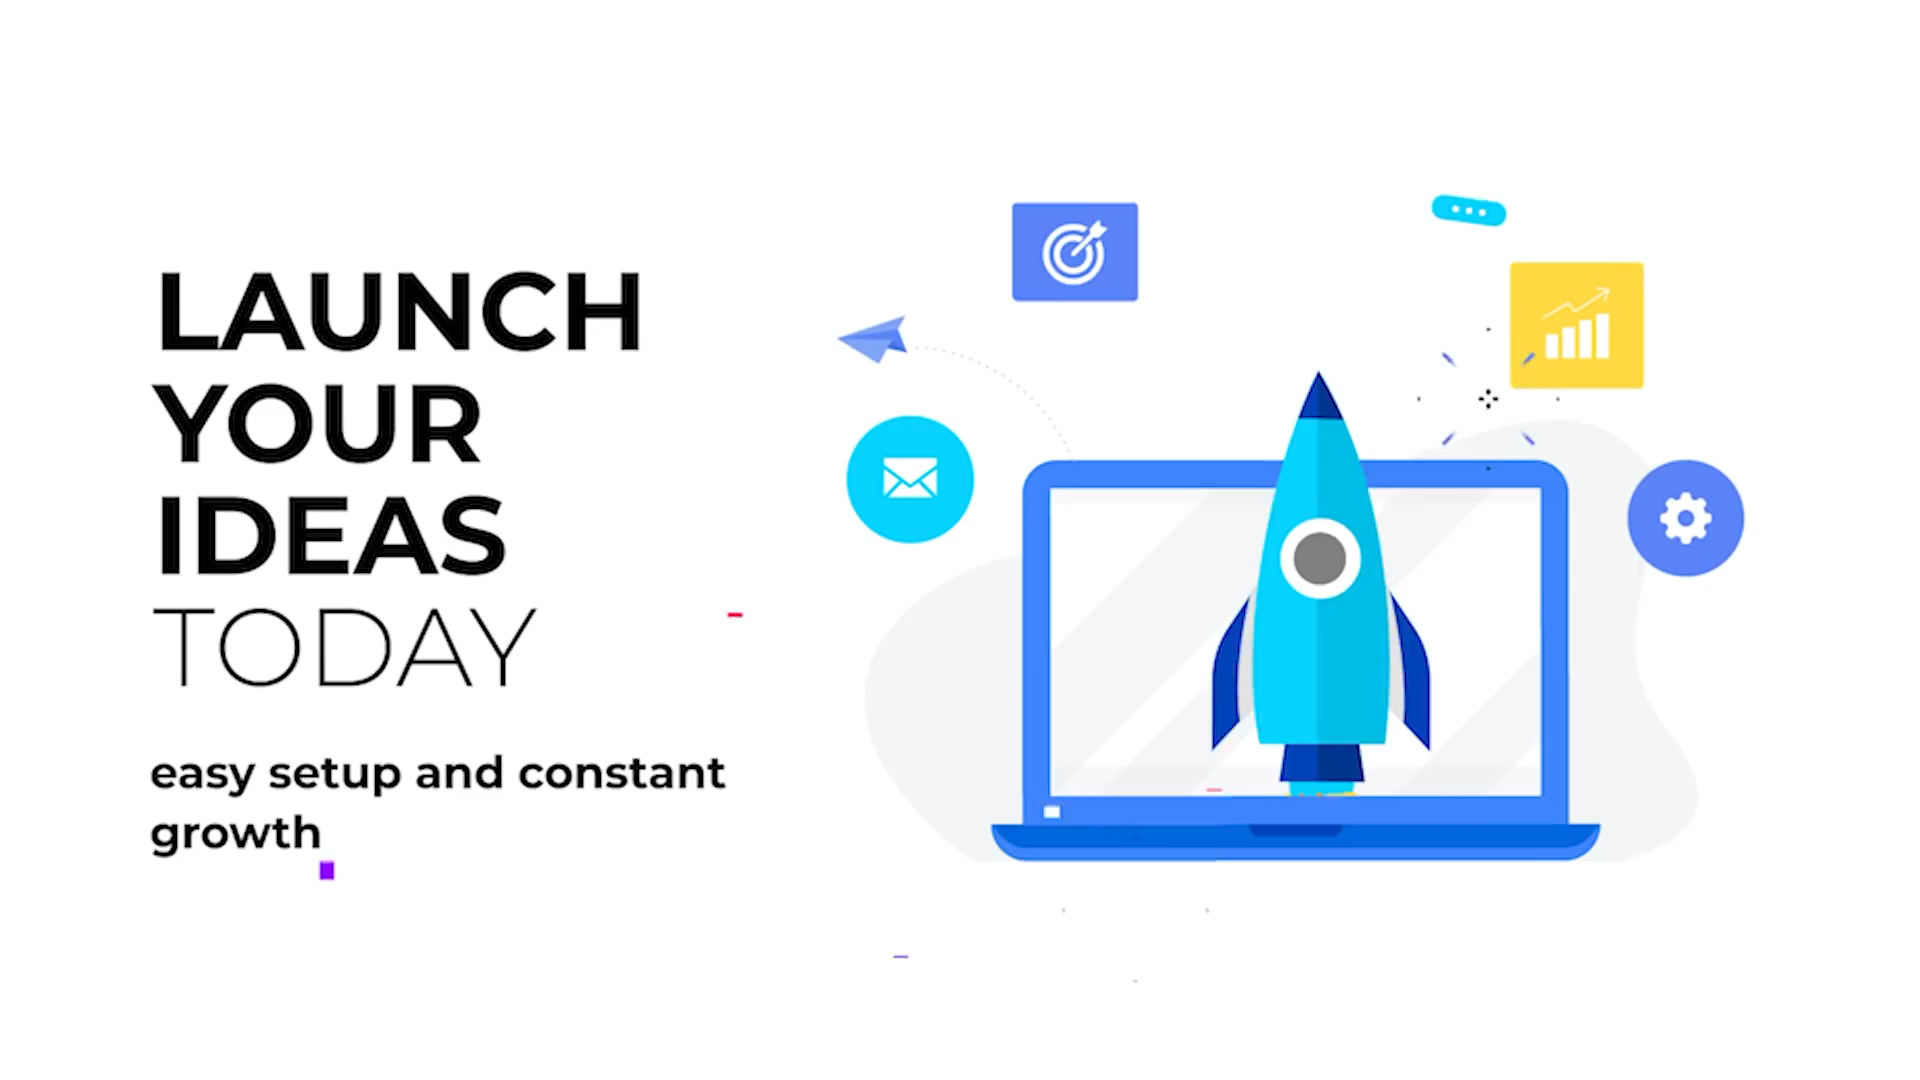 LAUNCH
YOUR
IDEAS
TODAY
easy setup and constant
growth